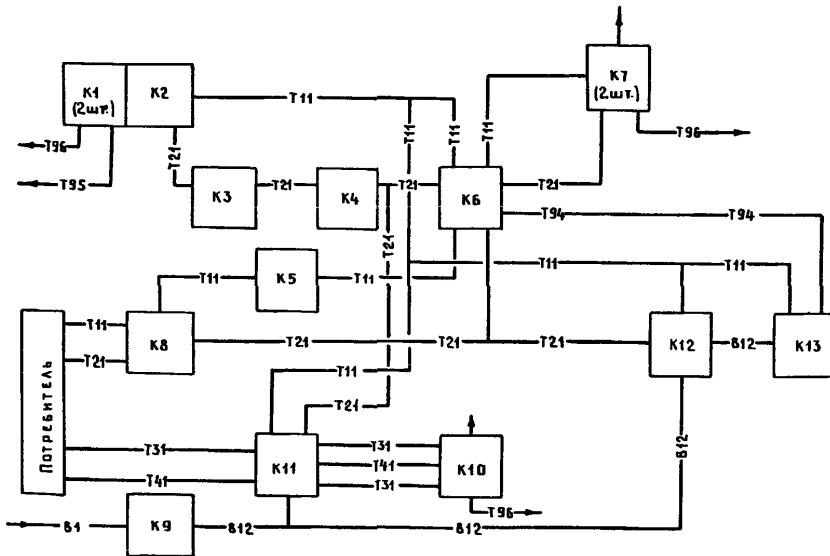 К1
(2шт.)
К2
Т11
К7
(2шт.)
Т96
Т95
Т21
Т11
Т11
Т11
Т96
К3
Т21
К4
Т21
К6
Т21
Т94
Т94
Т21
Т11
К5
Т11
Т11
Т11
Потребитель
Т11
Т21
К8
Т21
Т21
Т21
К12
В12
К13
Т11
Т21
Т31
Т41
К11
Т31
Т41
Т31
К10
Т96
В12
В1
К9
В12
В12